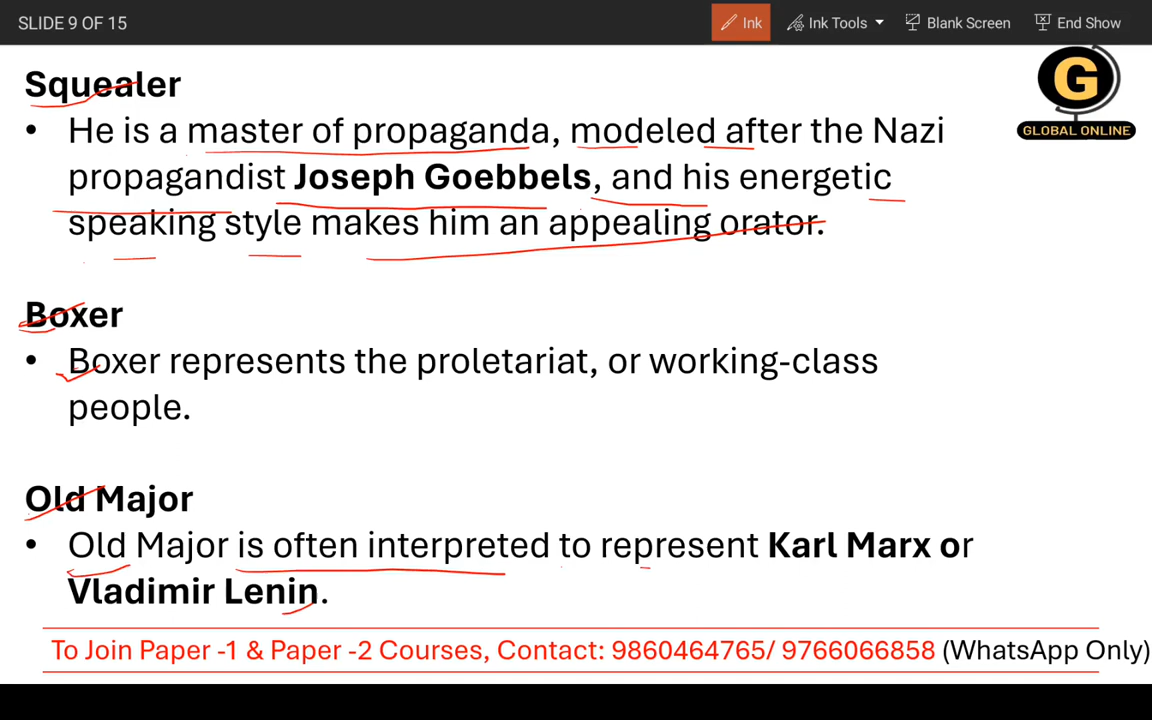 SLIDE 9 OF 15
Ink
Ink Tools
Blank Screen
End Show
G
GLOBAL ONLINE
Squealer
• He is a master of propaganda, modeled after the Nazi
propagandist Joseph Goebbels, and his energetic
speaking style makes him an appealing orator.
Boxer
• Boxer represents the proletariat, or working-class
people.
Old Major
• Old Major is often interpreted to represent Karl Marx or
Vladimir Lenin.
To Join Paper -1 & Paper -2 Courses, Contact: 9860464765/ 9766066858 (WhatsApp Only)